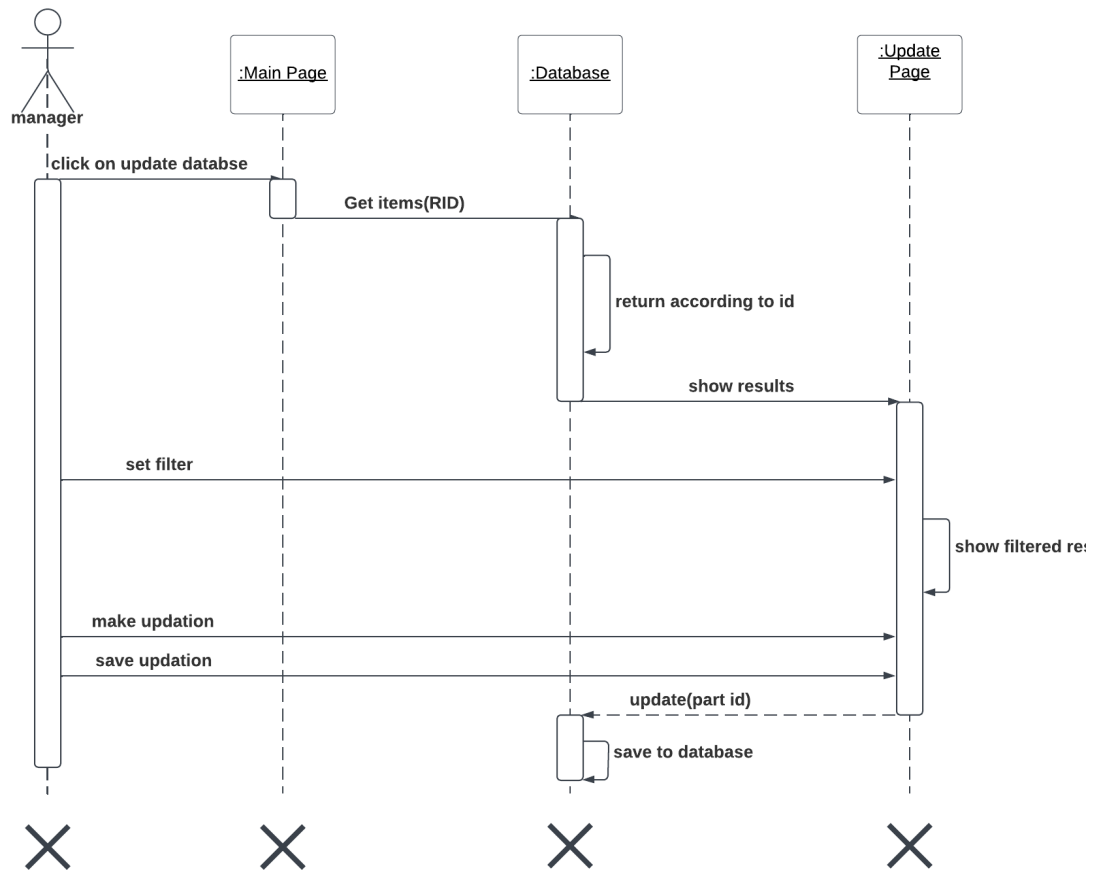 :Main Page
:Database
:Update
Page
manager
click on update databse
Get items(RID)
return according to id
show results
set filter
show filtered
make updation
save updation
update(part id)
save to database